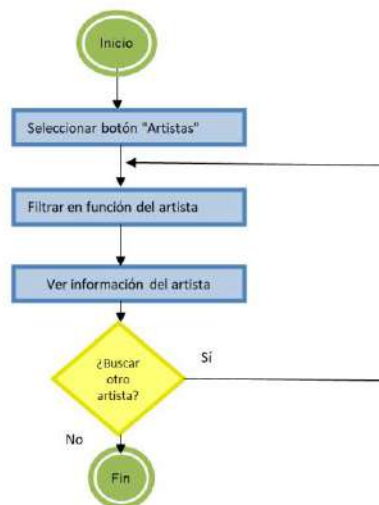 Inicio
Seleccionar botón "Artistas"
Filtrar en función del artista
Ver información del artista
¿Buscar
otro
artista?
Sí
No
Fin